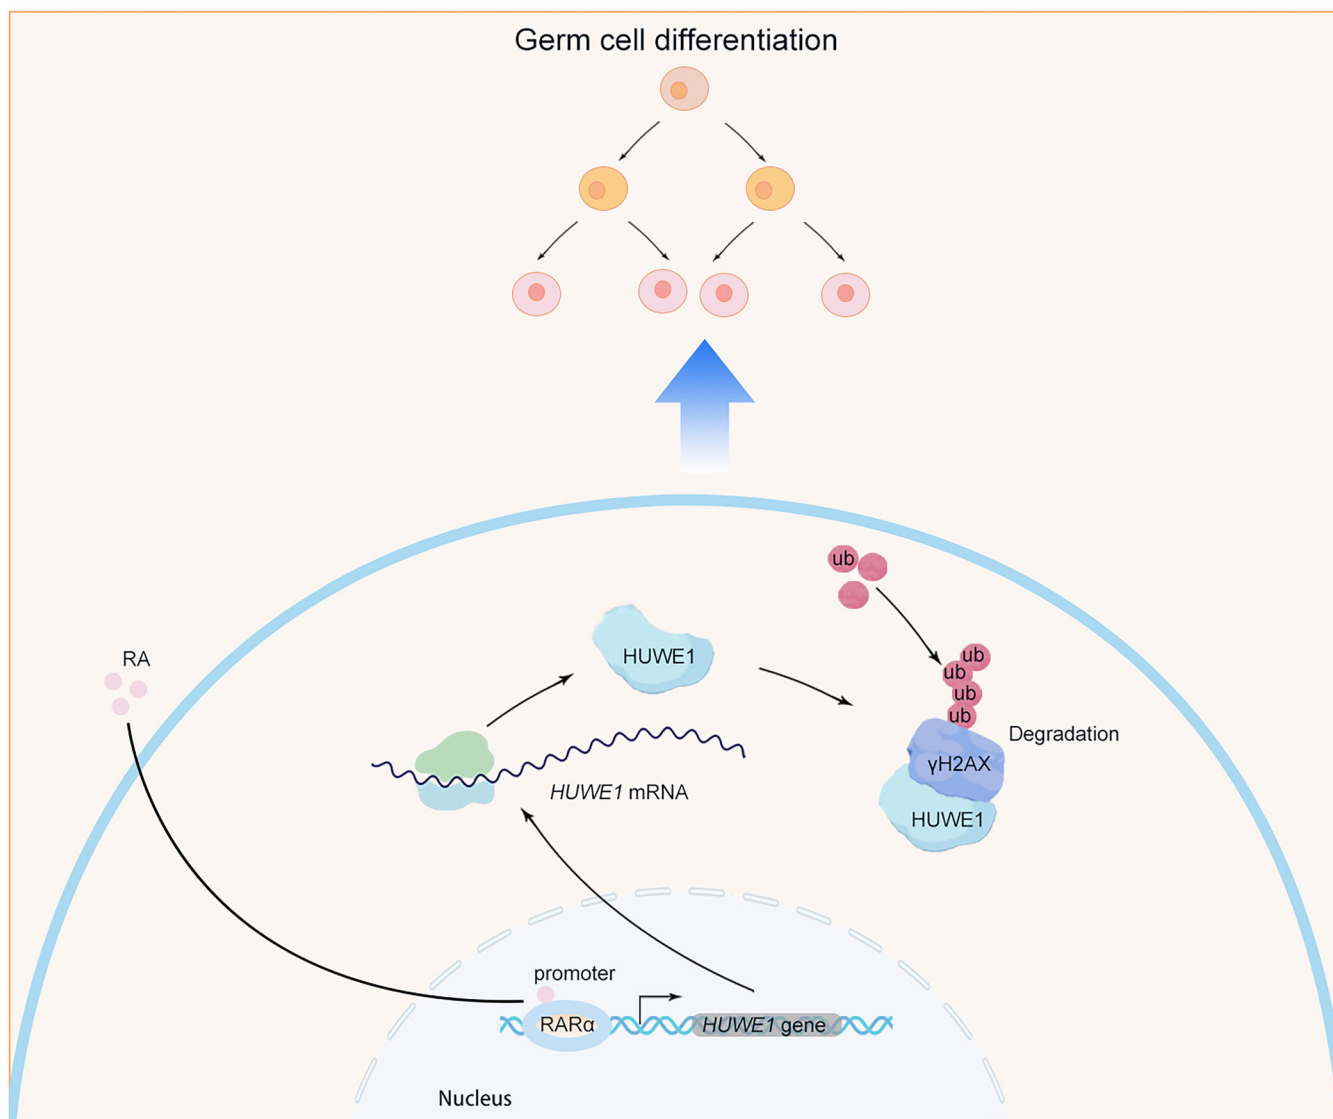 Germ cell differentiation
ub
RA
HUWE1
ub
ub
ub
ub
Degradation
γH2AX
HUWE1 mRNA
HUWE1
promoter
RARα
HUWE1 gene
Nucleus